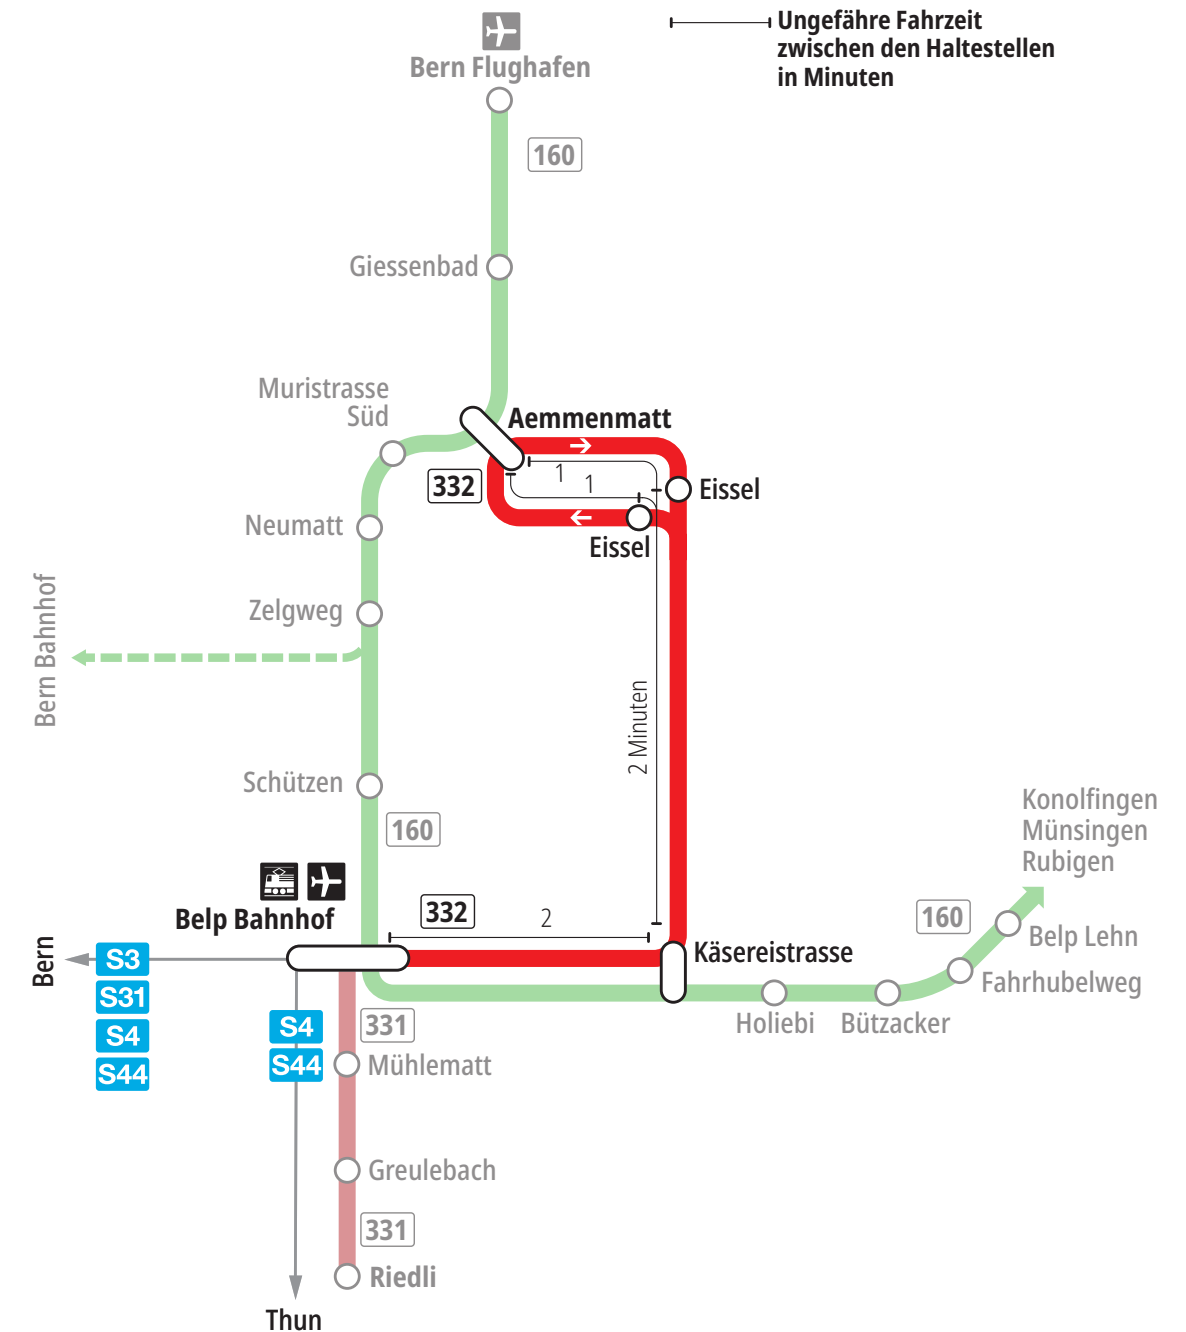 Ungefähre Fahrzeit
zwischen den Haltestellen
in Minuten
Bern Flughafen
160
Giessenbad
Muristrasse
Süd
Aemmenmatt
1
1
332
Eissel
Eissel
Neumatt
Zelgweg
Bern Bahnhof
2 Minuten
Schützen
160
Konolfingen
Münsingen
Rubigen
Belp Bahnhof
332
2
160
Belp Lehn
Käsereistrasse
Fahrhubelweg
Bern
S3
S31
S4
S44
S4
S44
331
Holiebi
Bützacker
Mühlematt
Greulebach
331
Riedli
Thun